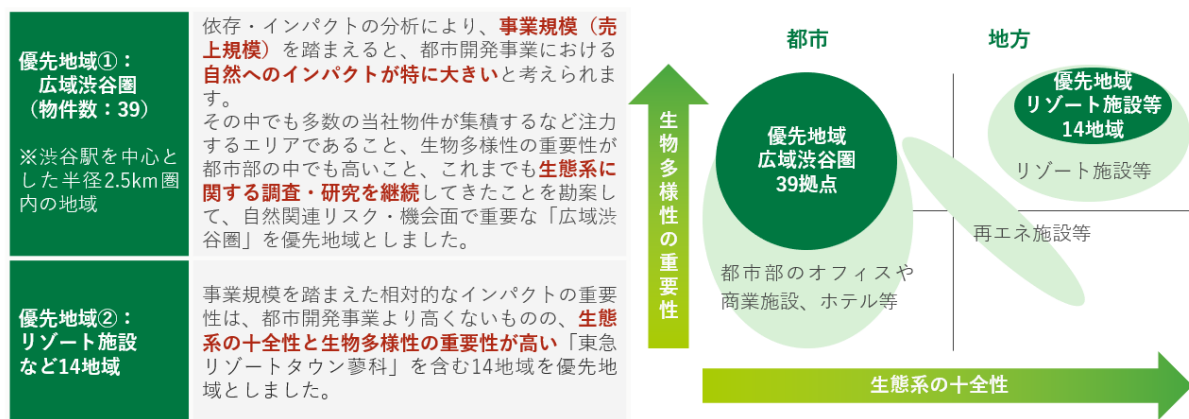 優先地域①：
広域渋谷圏
（物件数：39）
※渋谷駅を中心と
した半径2.5km圏
内の地域
依存・インパクトの分析により、事業規模（売
上規模）を踏まえると、都市開発事業における
自然へのインパクトが特に大きいと考えられま
す。
その中でも多数の当社物件が集積するなど注力
するエリアであること、生物多様性の重要性が
都市部の中でも高いこと、これまでも生態系
に関する調査・研究を継続してきたことを勘案し
て、自然関連リスク・機会面で重要な「広域渋
谷圏」を優先地域としました。
優先地域②：
リゾート施設
など14地域
事業規模を踏まえた相対的なインパクトの重要
性は、都市開発事業より高くないものの、生態
系の十全性と生物多様性の重要性が高い「東急
リゾートタウン蓼科」を含む14地域を優先地
域としました。
都市
地方
生物多様性の重要性
優先地域
広域渋谷圏
39拠点
都市部のオフィスや
商業施設、ホテル等
優先地域
リゾート施設等
14地域
リゾート施設等
再エネ施設等
生態系の十全性